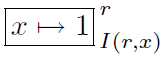 x ↦ 1 r
I(r,x)